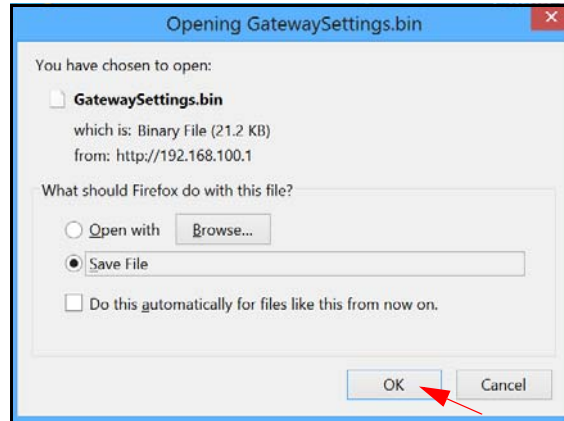 Opening GatewaySettings.bin
You have chosen to open:
GatewaySettings.bin
which is: Binary File (21.2 KB)
from: http://192.168.100.1
What should Firefox do with this file?
Open with Browse...
Save File
Do this automatically for files like this from now on.
OK Cancel